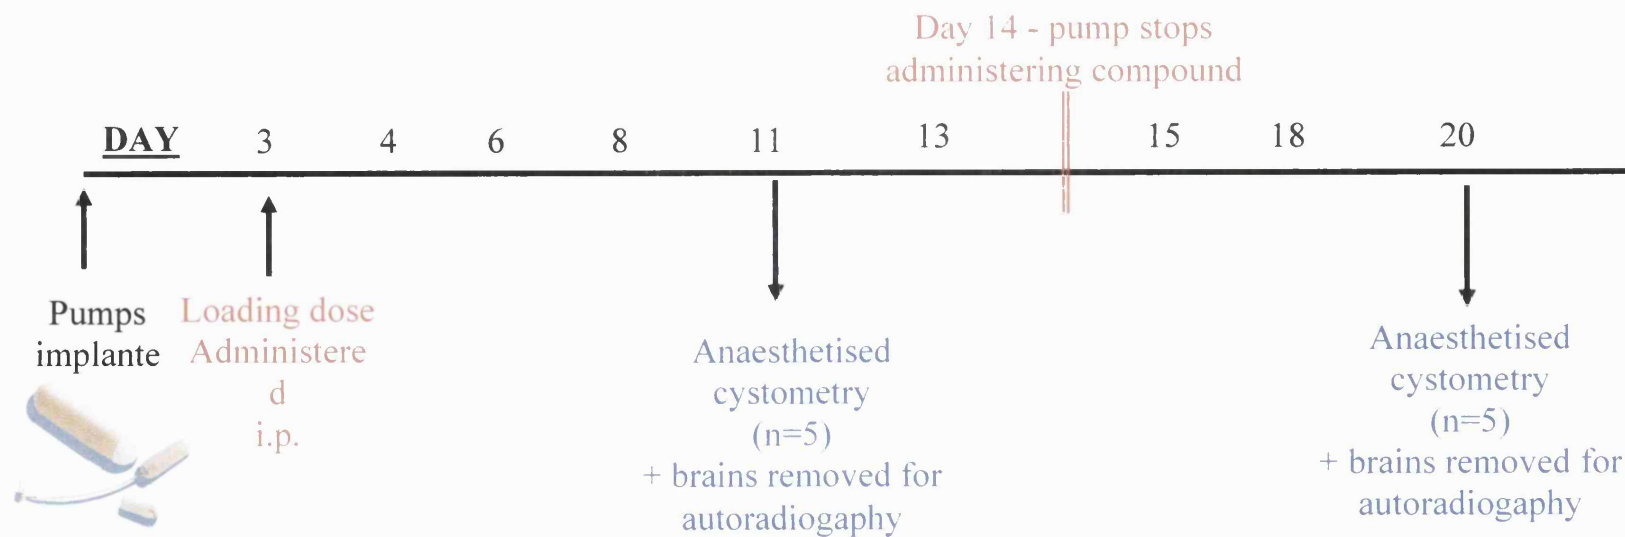 Day 14 - pump stops
administering compound
DAY 3 4 6 8 11 13 15 18 20
Pumps
implante
Loading dose
Administere
d
i.p.
Anaesthetised
cystometry
(n=5)
+ brains removed for
autoradiogaphy
Anaesthetised
cystometry
(n=5)
+ brains removed for
autoradiogaphy